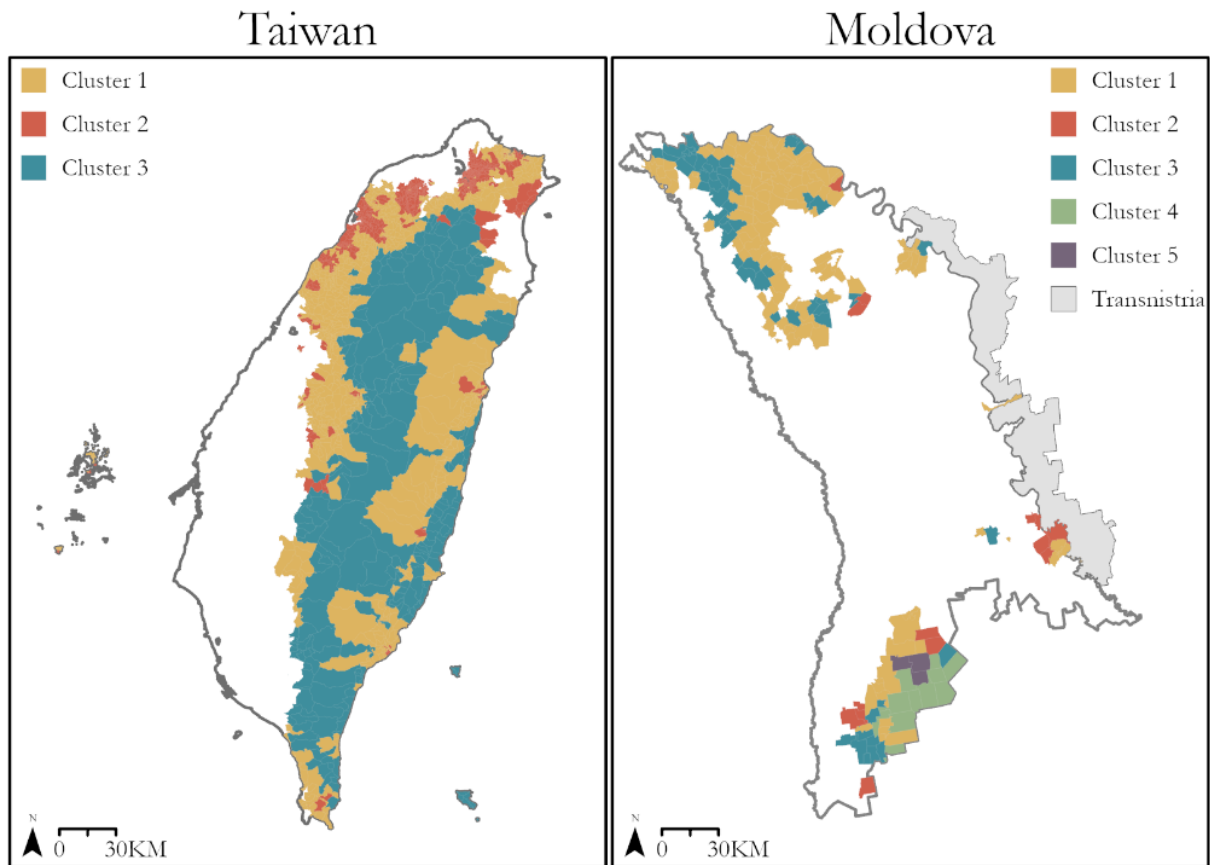 Taiwan
Cluster 1
Cluster 2
Cluster 3
N
0 30KM
Moldova
Cluster 1
Cluster 2
Cluster 3
Cluster 4
Cluster 5
Transnistria
N
0 30KM